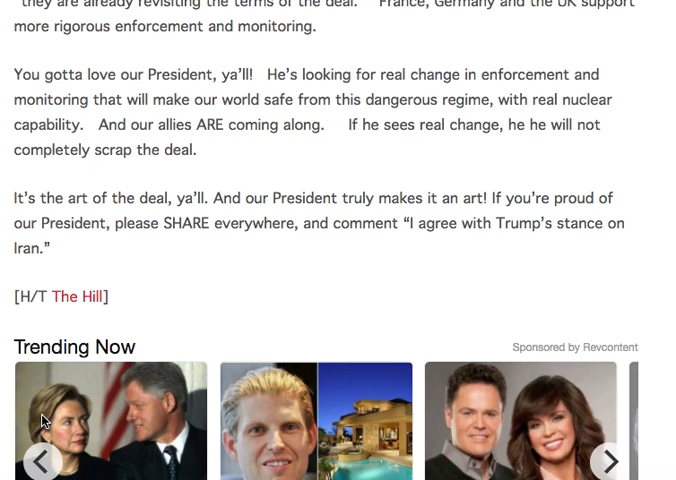 they are already revisiting the terms of the deal. France, Germany and the UK support
more rigorous enforcement and monitoring.
You gotta love our President, ya'll! He's looking for real change in enforcement and
monitoring that will make our world safe from this dangerous regime, with real nuclear
capability. And our allies ARE coming along. If he sees real change, he he will not
completely scrap the deal.
It's the art of the deal, ya'll. And our President truly makes it an art! If you're proud of
our President, please SHARE everywhere, and comment “I agree with Trump's stance on
Iran.”
[H/T The Hill]
Trending Now
Sponsored by Revcontent